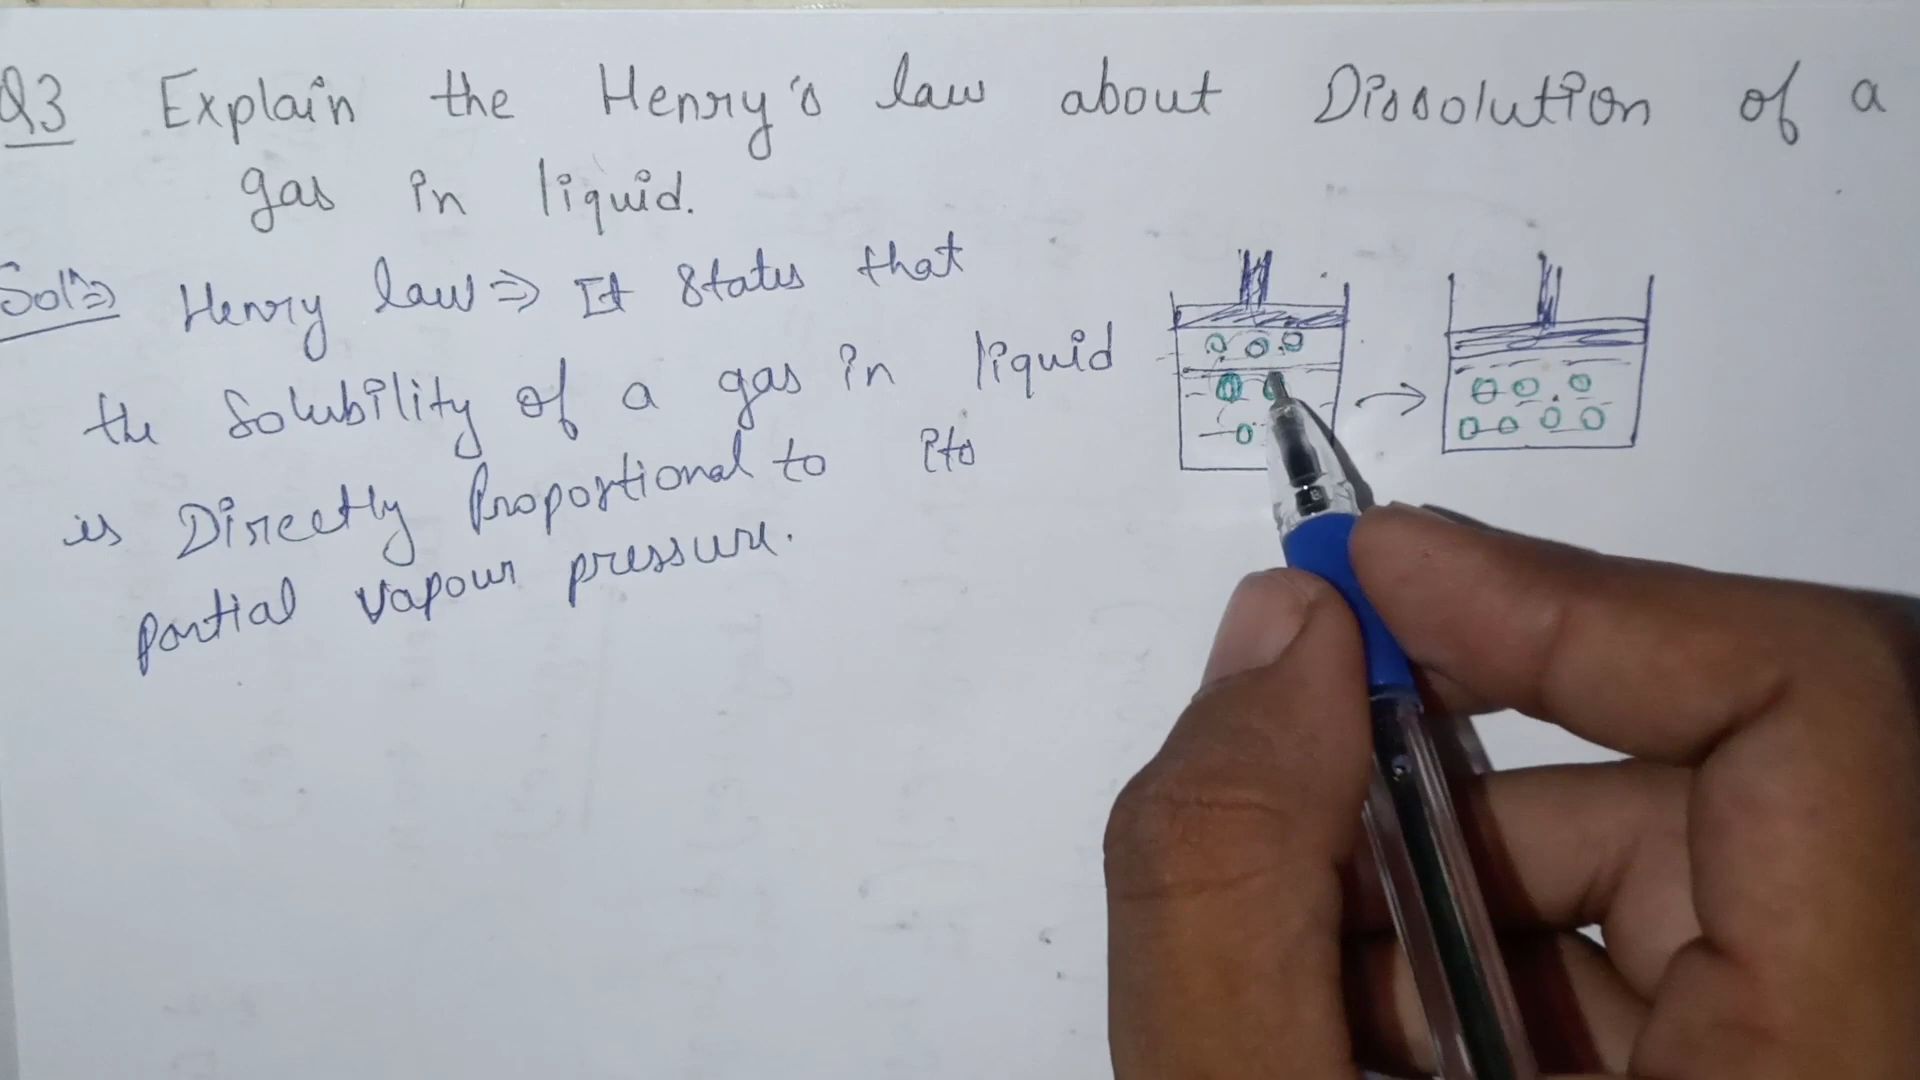 Q3 Explain the Henry's law about Dissolution of a
gas in liquid.
Sol⇒ Henry law ⇒ It states that
the Solubility of a gas in liquid
is Directly Proportional to its
partial vapour pressure.